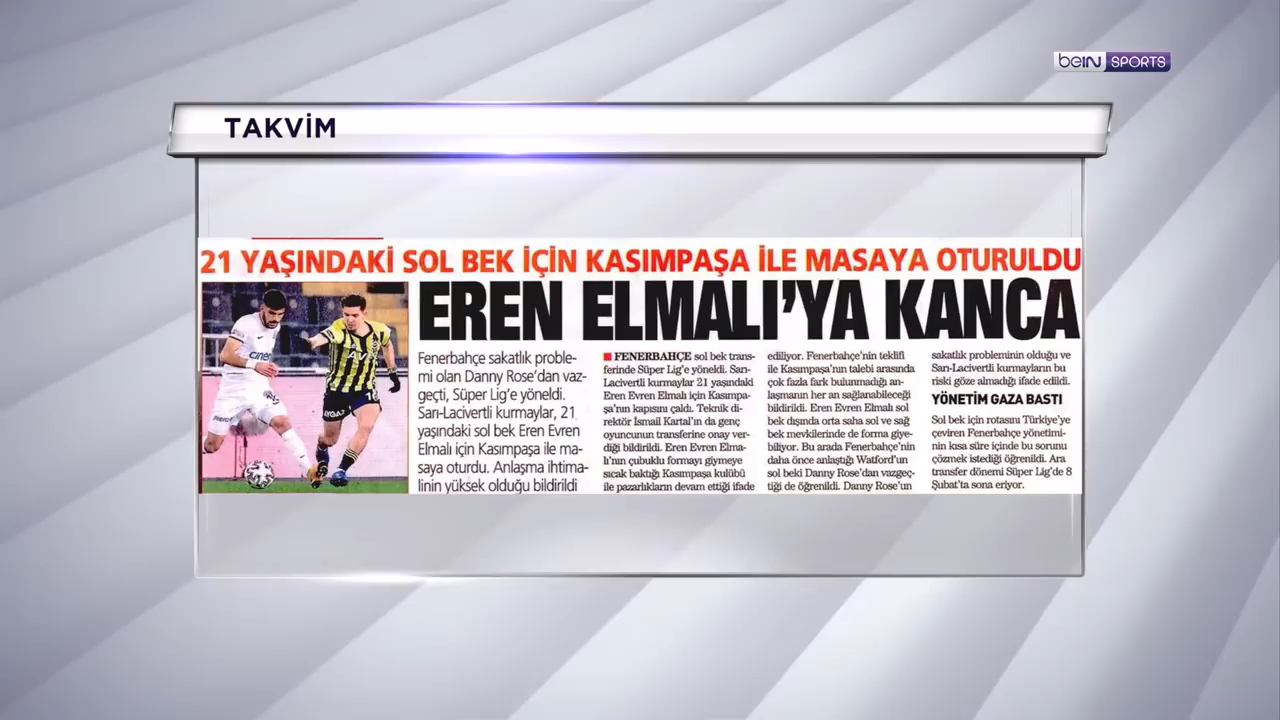 beIN SPORTS
TAKVİM
21 YAŞINDAKİ SOL BEK İÇİN KASIMPAŞA İLE MASAYA OTURULDU
EREN ELMALI'YA KANCA
Fenerbahçe sakatlık proble-
mi olan Danny Rose'dan vaz-
geçti, Süper Lig'e yöneldi.
Sarı-Lacivertli kurmaylar, 21
yaşındaki sol bek Eren Evren
Elmalı için Kasımpaşa ile ma-
saya oturdu. Anlaşma ihtima-
linin yüksek olduğu bildirildi
FENERBAHÇE sol bek trans-
ferinde Süper Lig'e yöneldi. Sarı-
Lacivertli kurmaylar 21 yaşındaki
Eren Evren Elmalı için Kasımpa-
şa'nın kapısını çaldı. Teknik di-
rektör İsmail Kartal'ın da genç
oyuncunun transferine onay ver-
diği bildirildi. Eren Evren Elma-
lı'nın çubuklu formayı giymeye
sıcak baktığı Kasımpaşa kulübü
ile pazarlıkların devam ettiği ifade
ediliyor. Fenerbahçe'nin teklifi
ile Kasımpaşa'nın talebi arasında
çok fazla fark bulunmadığı an-
laşmanın her an sağlanabileceği
bildirildi. Eren Evren Elmalı sol
bek dışında orta saha sol ve sağ
bek mevkilerinde de forma giye-
biliyor. Bu arada Fenerbahçe'nin
daha önce anlaştığı Watford'un
sol beki Danny Rose'dan vazgeç-
tiği de öğrenildi. Danny Rose'un
sakatlık probleminin olduğu ve
Sarı-Lacivertli kurmayların bu
riski göze almadığı ifade edildi.
YÖNETİM GAZA BASTI
Sol bek için rotasını Türkiye'ye
çeviren Fenerbahçe yönetimi-
nin kısa süre içinde bu sorunu
çözmek istediği öğrenildi. Ara
transfer dönemi Süper Lig'de 8
Şubat'ta sona eriyor.